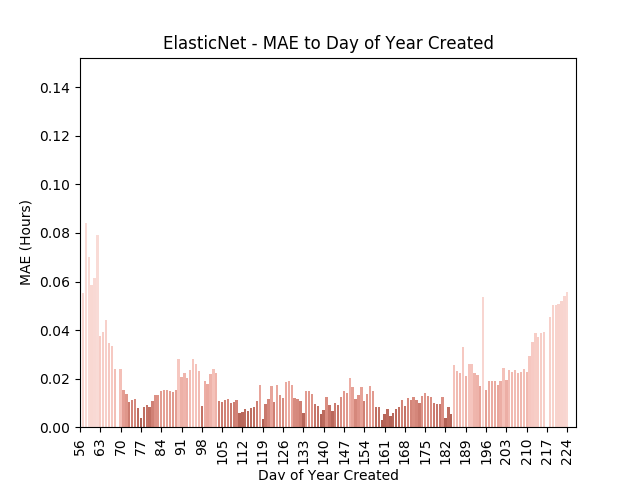 ElasticNet - MAE to Day of Year Created
MAE (Hours)
0.14
0.12
0.10
0.08
0.06
0.04
0.02
0.00
56 63 70 77 84 91 98 105 112 119 126 133 140 147 154 161 168 175 182 189 196 203 210 217 224
Day of Year Created